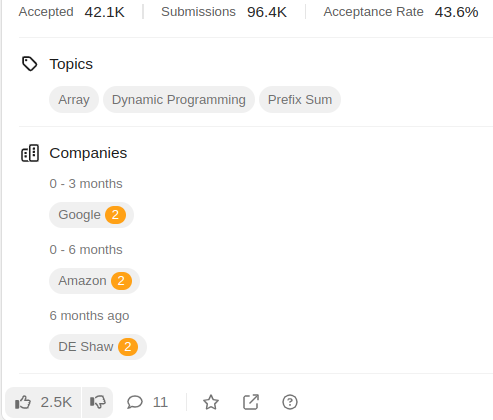 Accepted 42.1K Submissions 96.4K Acceptance Rate 43.6%
Topics
Array Dynamic Programming Prefix Sum
Companies
0 - 3 months
Google 2
0 - 6 months
Amazon 2
6 months ago
DE Shaw 2
2.5K 11